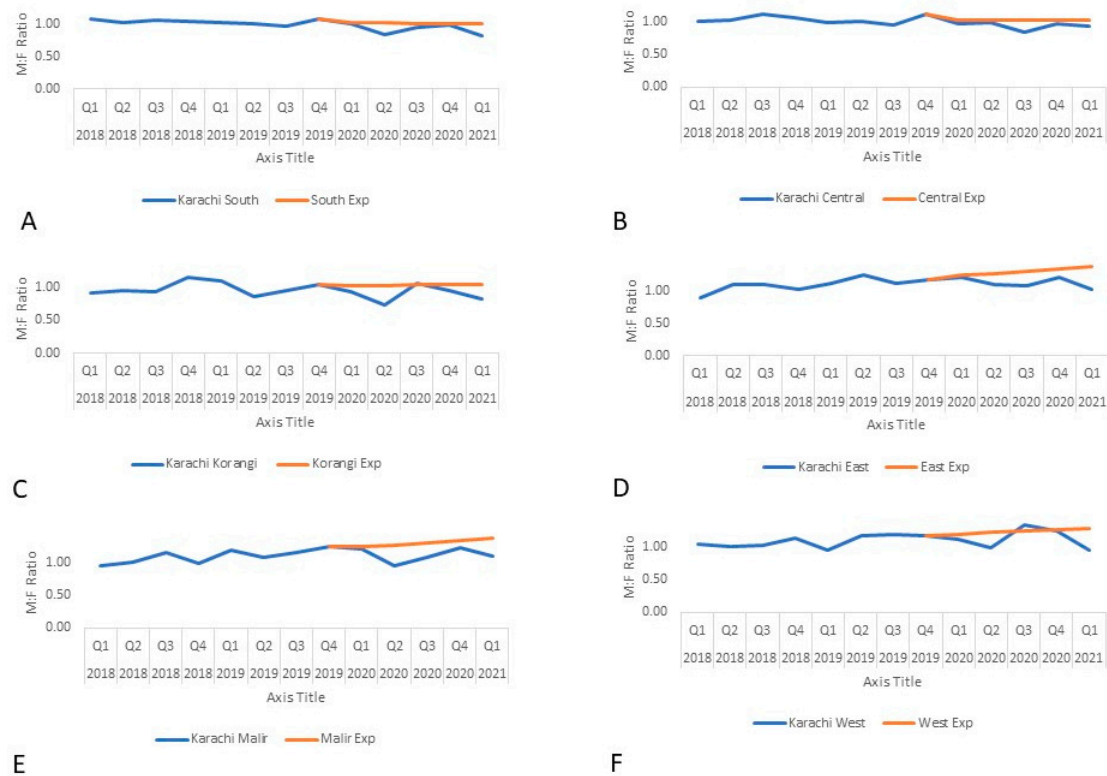 1.00
0.50
0.00
M:F Ratio
Q1 Q2 Q3 Q4 Q1 Q2 Q3 Q4 Q1 Q2 Q3 Q4 Q1
2018 2018 2018 2018 2019 2019 2019 2019 2020 2020 2020 2020 2021
Axis Title
Karachi South South Exp
A
1.00
0.50
0.00
M:F Ratio
Q1 Q2 Q3 Q4 Q1 Q2 Q3 Q4 Q1 Q2 Q3 Q4 Q1
2018 2018 2018 2018 2019 2019 2019 2019 2020 2020 2020 2020 2021
Axis Title
Karachi Central Central Exp
B
1.00
0.50
0.00
M:F Ratio
Q1 Q2 Q3 Q4 Q1 Q2 Q3 Q4 Q1 Q2 Q3 Q4 Q1
2018 2018 2018 2018 2019 2019 2019 2019 2020 2020 2020 2020 2021
Axis Title
Karachi Korangi Korangi Exp
C
1.00
0.50
0.00
M:F Ratio
Q1 Q2 Q3 Q4 Q1 Q2 Q3 Q4 Q1 Q2 Q3 Q4 Q1
2018 2018 2018 2018 2019 2019 2019 2019 2020 2020 2020 2020 2021
Axis Title
Karachi East East Exp
D
1.00
0.50
0.00
M:F Ratio
Q1 Q2 Q3 Q4 Q1 Q2 Q3 Q4 Q1 Q2 Q3 Q4 Q1
2018 2018 2018 2018 2019 2019 2019 2019 2020 2020 2020 2020 2021
Axis Title
Karachi Malir Malir Exp
E
1.00
0.50
0.00
M:F Ratio
Q1 Q2 Q3 Q4 Q1 Q2 Q3 Q4 Q1 Q2 Q3 Q4 Q1
2018 2018 2018 2018 2019 2019 2019 2019 2020 2020 2020 2020 2021
Axis Title
Karachi West West Exp
F